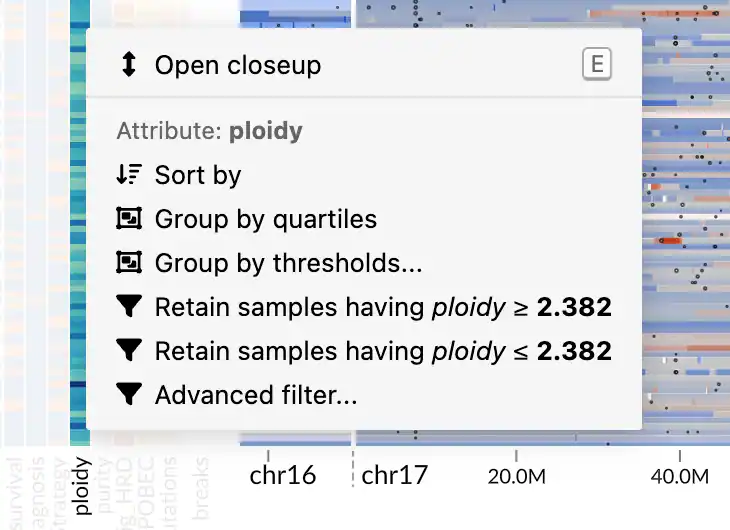 Open closeup E
Attribute: ploidy
Sort by
Group by quartiles
Group by thresholds...
Retain samples having ploidy ≥ 2.382
Retain samples having ploidy ≤ 2.382
Advanced filter...
chr16 chr17 20.0M 40.0M
survival
agnosis
trategy
ploidy
purity
ig_HRD
POBEC
utations
breaks